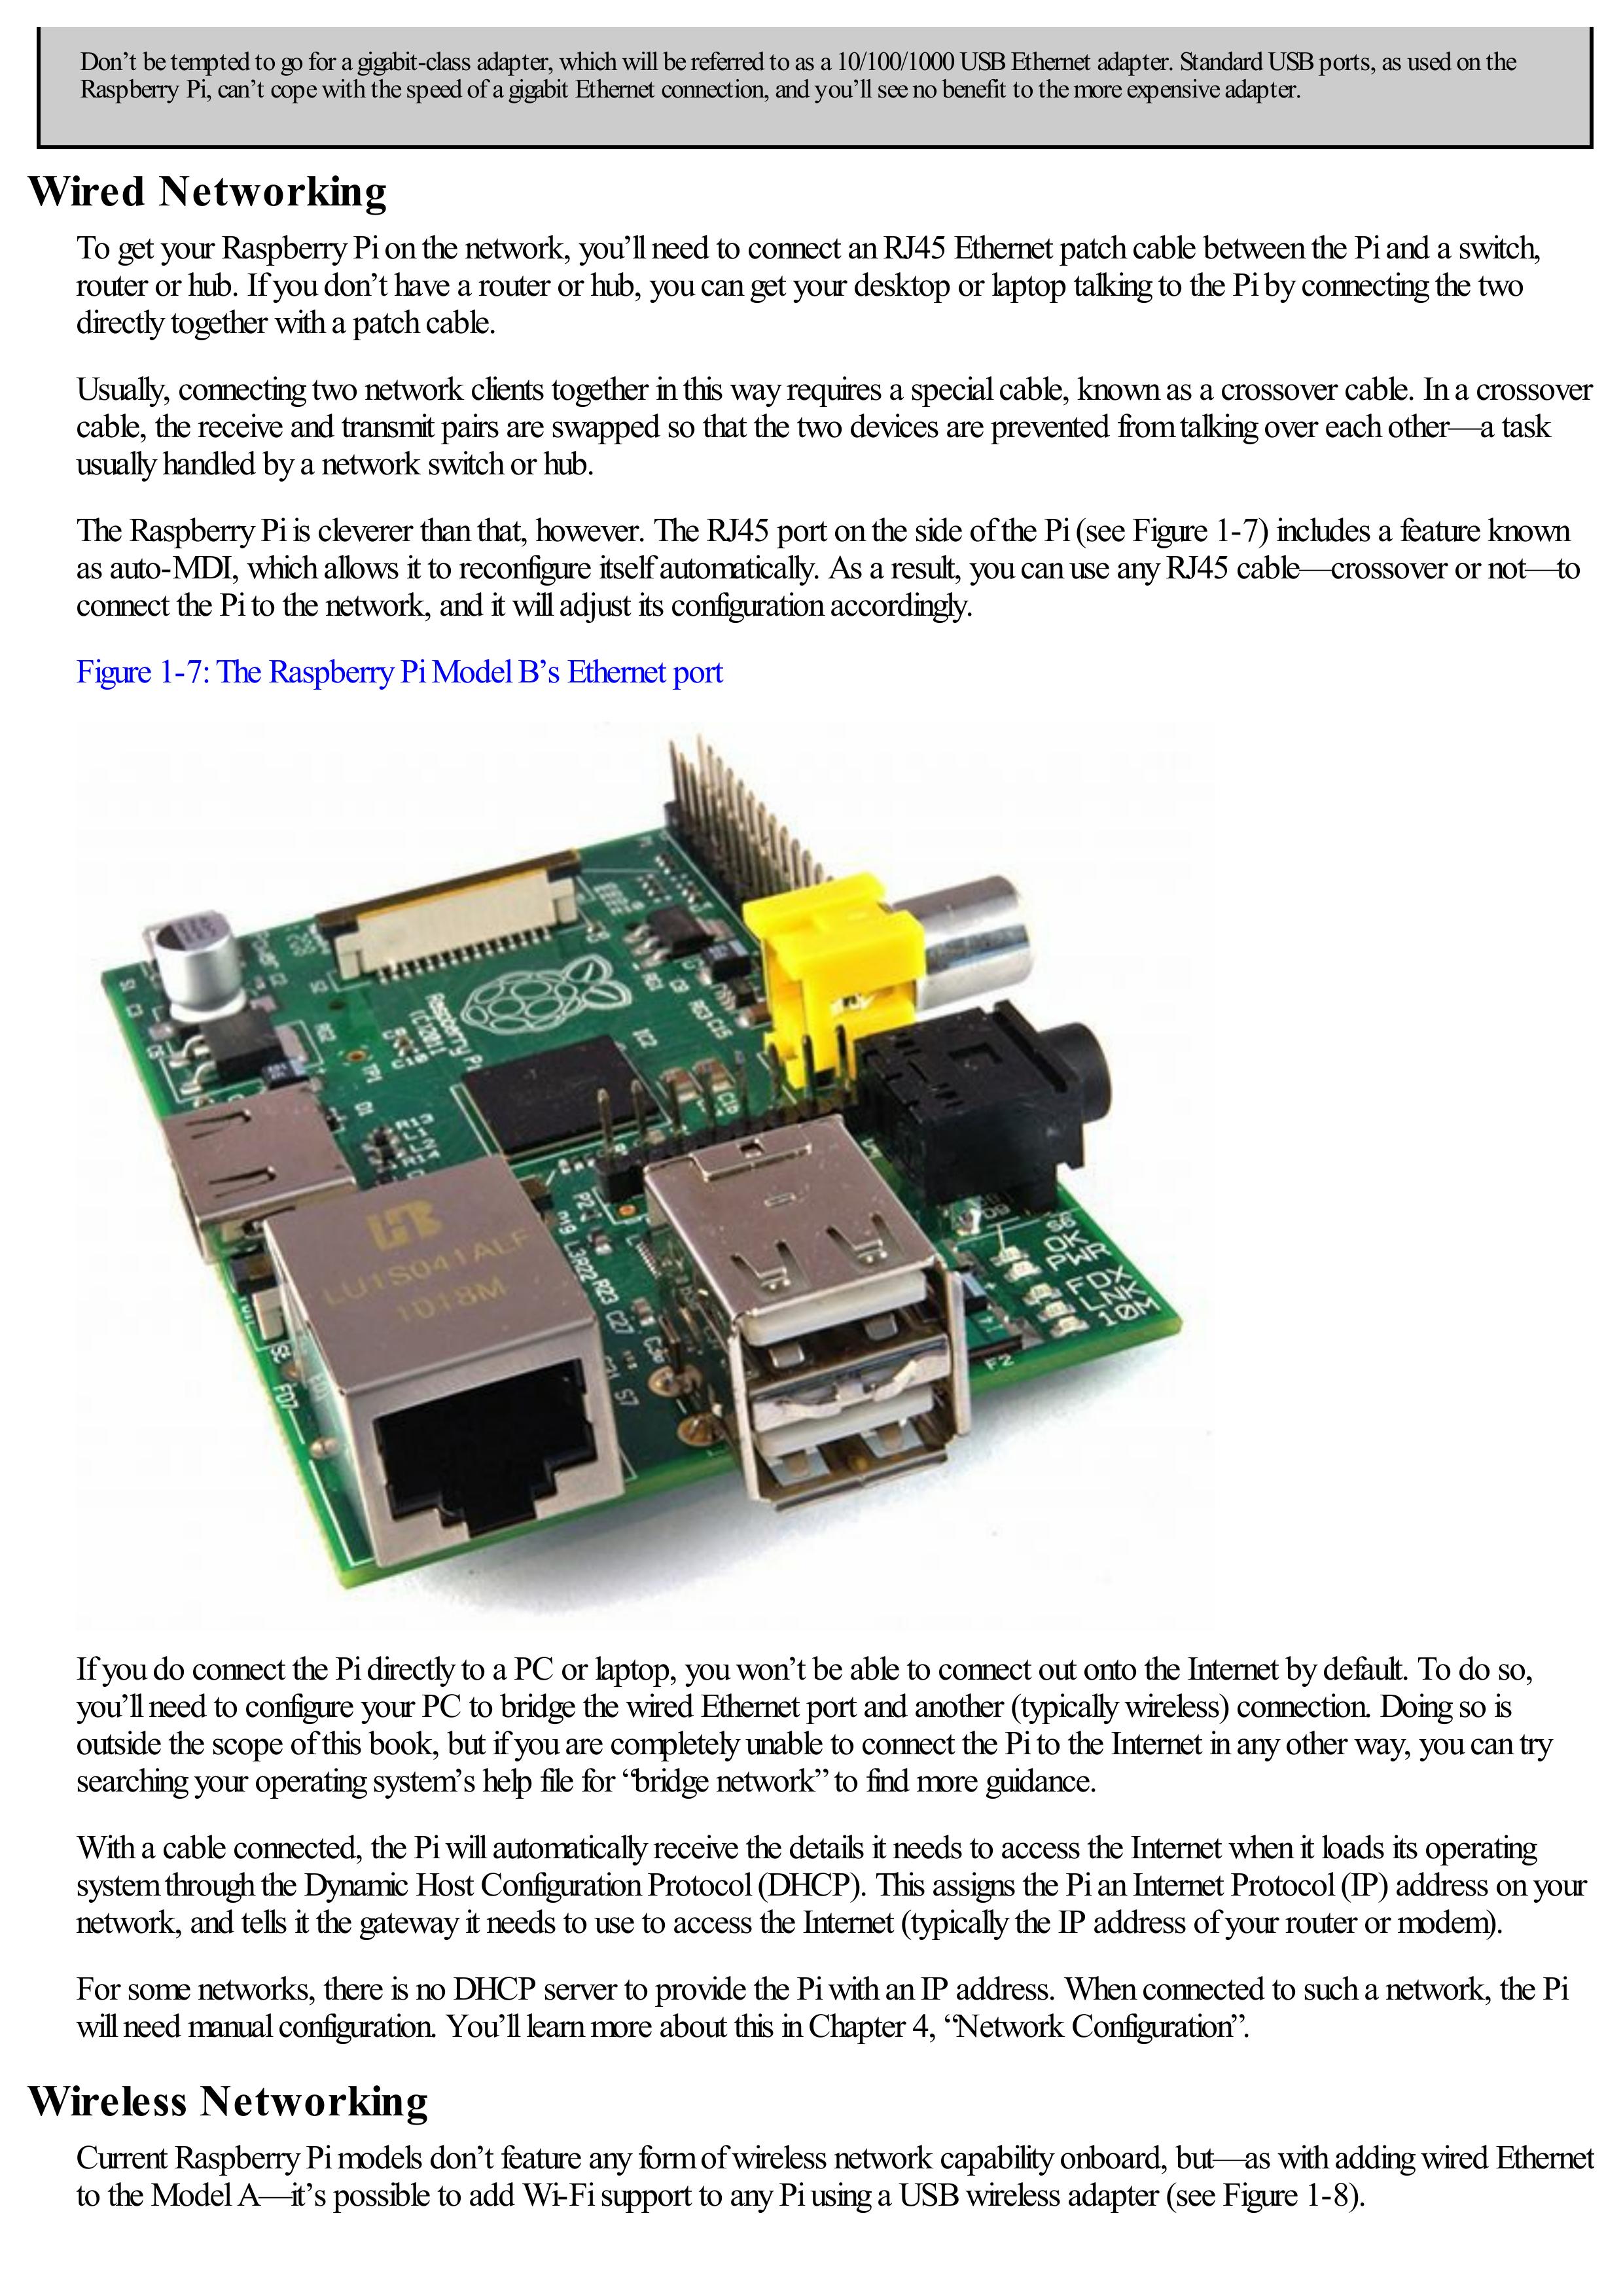 Don’t be tempted to go for a gigabit-class adapter, which will be referred to as a 10/100/1000 USB Ethernet adapter. Standard USB ports, as used on the
Raspberry Pi, can’t cope with the speed of a gigabit Ethernet connection, and you’ll see no benefit to the more expensive adapter.
Wired Networking
To get your Raspberry Pi on the network, you’ll need to connect an RJ45 Ethernet patch cable between the Pi and a switch,
router or hub. If you don’t have a router or hub, you can get your desktop or laptop talking to the Pi by connecting the two
directly together with a patch cable.
Usually, connecting two network clients together in this way requires a special cable, known as a crossover cable. In a crossover
cable, the receive and transmit pairs are swapped so that the two devices are prevented from talking over each other—a task
usually handled by a network switch or hub.
The Raspberry Pi is cleverer than that, however. The RJ45 port on the side of the Pi (see Figure 1-7) includes a feature known
as auto-MDI, which allows it to reconfigure itself automatically. As a result, you can use any RJ45 cable—crossover or not—to
connect the Pi to the network, and it will adjust its configuration accordingly.
Figure 1-7: The Raspberry Pi Model B’s Ethernet port
Raspberry Pi
(C)2011
IC2
TP1
D1
R13
R14
P2
LU1S041ALF
1018M
R23
C27
S7
FD7
OK
PWR
FDX
LNK
10M
F2
If you do connect the Pi directly to a PC or laptop, you won’t be able to connect out onto the Internet by default. To do so,
you’ll need to configure your PC to bridge the wired Ethernet port and another (typically wireless) connection. Doing so is
outside the scope of this book, but if you are completely unable to connect the Pi to the Internet in any other way, you can try
searching your operating system’s help file for “bridge network” to find more guidance.
With a cable connected, the Pi will automatically receive the details it needs to access the Internet when it loads its operating
system through the Dynamic Host Configuration Protocol (DHCP). This assigns the Pi an Internet Protocol (IP) address on your
network, and tells it the gateway it needs to use to access the Internet (typically the IP address of your router or modem).
For some networks, there is no DHCP server to provide the Pi with an IP address. When connected to such a network, the Pi
will need manual configuration. You’ll learn more about this in Chapter 4, “Network Configuration”.
Wireless Networking
Current Raspberry Pi models don’t feature any form of wireless network capability onboard, but—as with adding wired Ethernet
to the Model A—it’s possible to add Wi-Fi support to any Pi using a USB wireless adapter (see Figure 1-8).